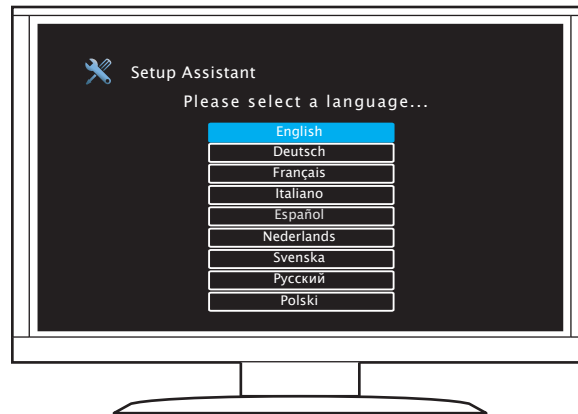 Setup Assistant
Please select a language...
English
Deutsch
Français
Italiano
Español
Nederlands
Svenska
Русский
Polski